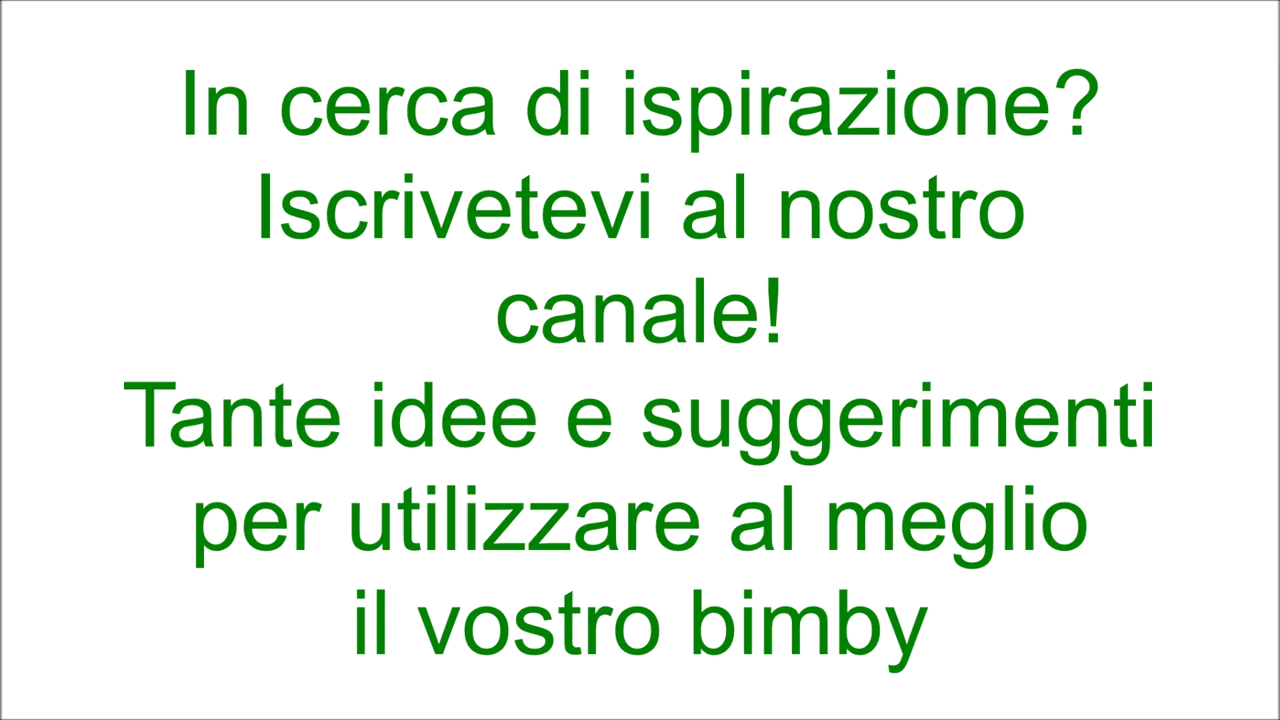 In cerca di ispirazione?
Iscrivetevi al nostro
canale!
Tante idee e suggerimenti
per utilizzare al meglio
il vostro bimby